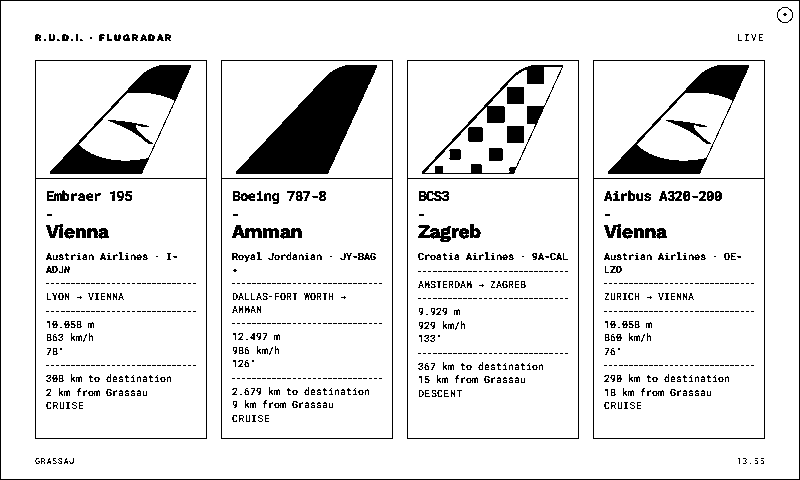 R.U.D.I. · FLUGRADAR
LIVE
Embraer 195
-
Vienna
Austrian Airlines · I-
ADJN
LYON → VIENNA
10.058 m
863 km/h
78°
308 km to destination
2 km from Grassau
CRUISE
Boeing 787-8
-
Amman
Royal Jordanian · JY-BAG
·
DALLAS-FORT WORTH →
AMMAN
12.497 m
986 km/h
126°
2.679 km to destination
9 km from Grassau
CRUISE
BCS3
-
Zagreb
Croatia Airlines · 9A-CAL
AMSTERDAM → ZAGREB
9.929 m
929 km/h
133°
367 km to destination
15 km from Grassau
DESCENT
Airbus A320-200
-
Vienna
Austrian Airlines · OE-
LZO
ZURICH → VIENNA
10.058 m
860 km/h
76°
290 km to destination
18 km from Grassau
CRUISE
GRASSAU
13.55